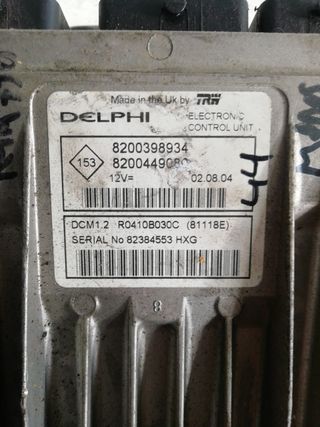 Made in the Uk by TRW
DELPHI ELECTRONIC
CONTROL UNIT
153
8200398934
12V= 02.08.04
44
DCM1.2 R0410B030C (81118E)
SERIAL No 82384553 HXG
8